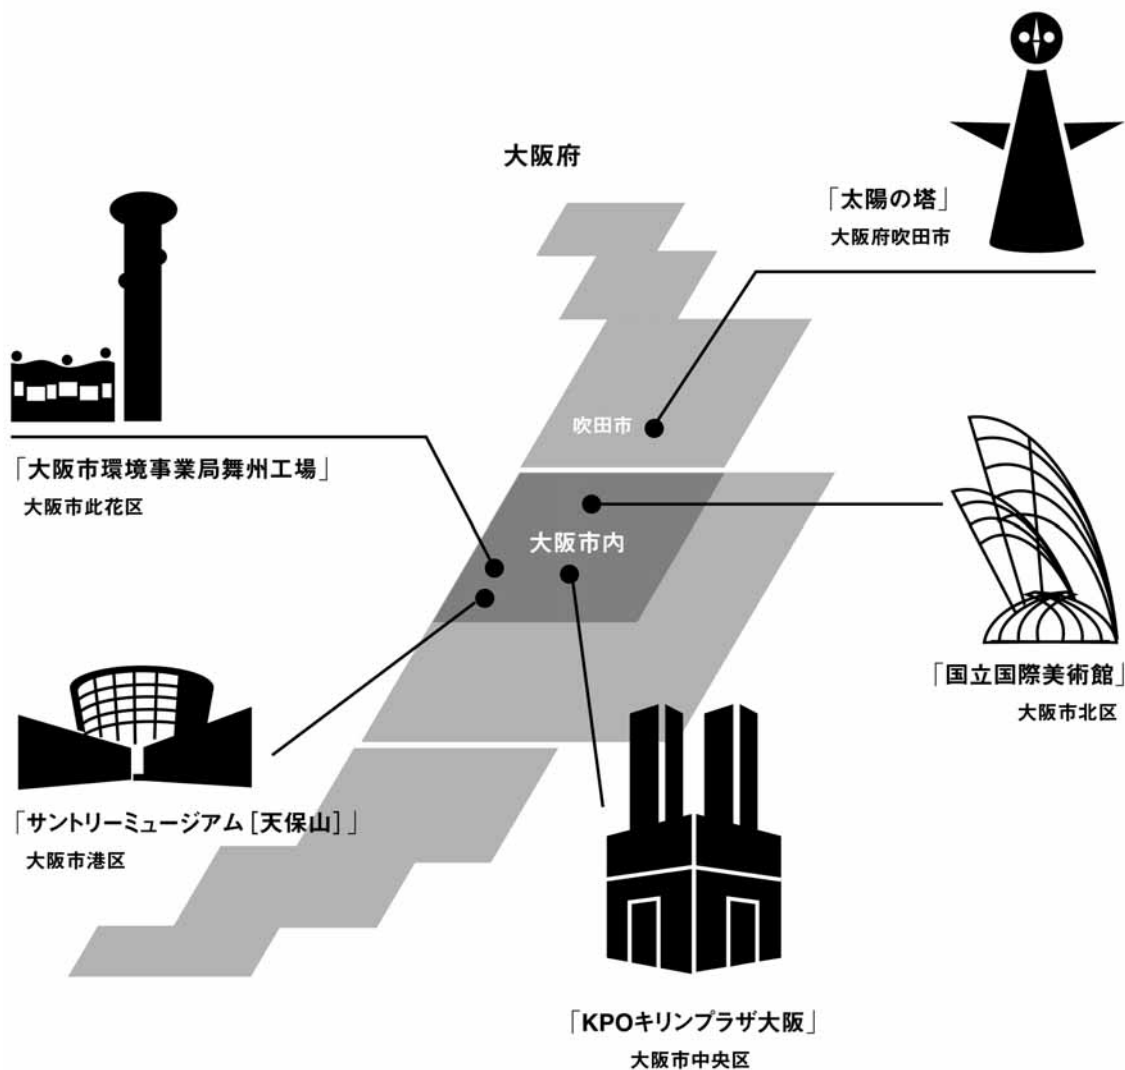 大阪府
「太陽の塔」
大阪府吹田市
吹田市
「大阪市環境事業局舞州工場」
大阪市此花区
大阪市内
「国立国際美術館」
大阪市北区
「サントリーミュージアム[天保山]」
大阪市港区
「KPOキリンプラザ大阪」
大阪市中央区